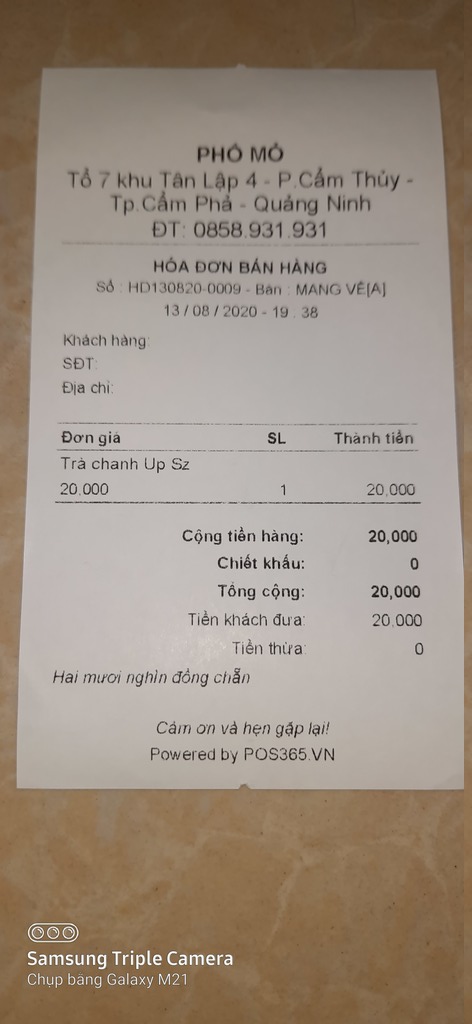 PHỐ MỎ
Tổ 7 khu Tân Lập 4 - P.Cẩm Thủy -
Tp.Cẩm Phả - Quảng Ninh
ĐT: 0858.931.931
HÓA ĐƠN BÁN HÀNG
Số : HD130820-0009 - Bàn : MANG VỀ[A]
13 / 08 / 2020 - 19 : 38
Khách hàng:
SĐT:
Địa chỉ:
Đơn giá SL Thành tiền
Trà chanh Up Sz
20,000 1 20,000
Cộng tiền hàng: 20,000
Chiết khấu: 0
Tổng cộng: 20,000
Tiền khách đưa: 20,000
Tiền thừa: 0
Hai mươi nghìn đồng chẵn
Cảm ơn và hẹn gặp lại!
Powered by POS365.VN
Samsung Triple Camera
Chụp bằng Galaxy M21